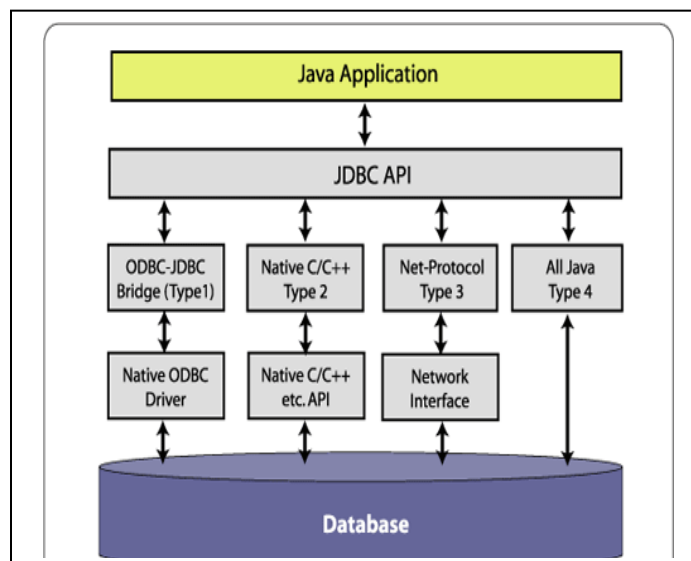 Java Application
JDBC API
ODBC-JDBC
Bridge (Type1)
Native C/C++
Type 2
Net-Protocol
Type 3
All Java
Type 4
Native ODBC
Driver
Native C/C++
etc. API
Network
Interface
Database